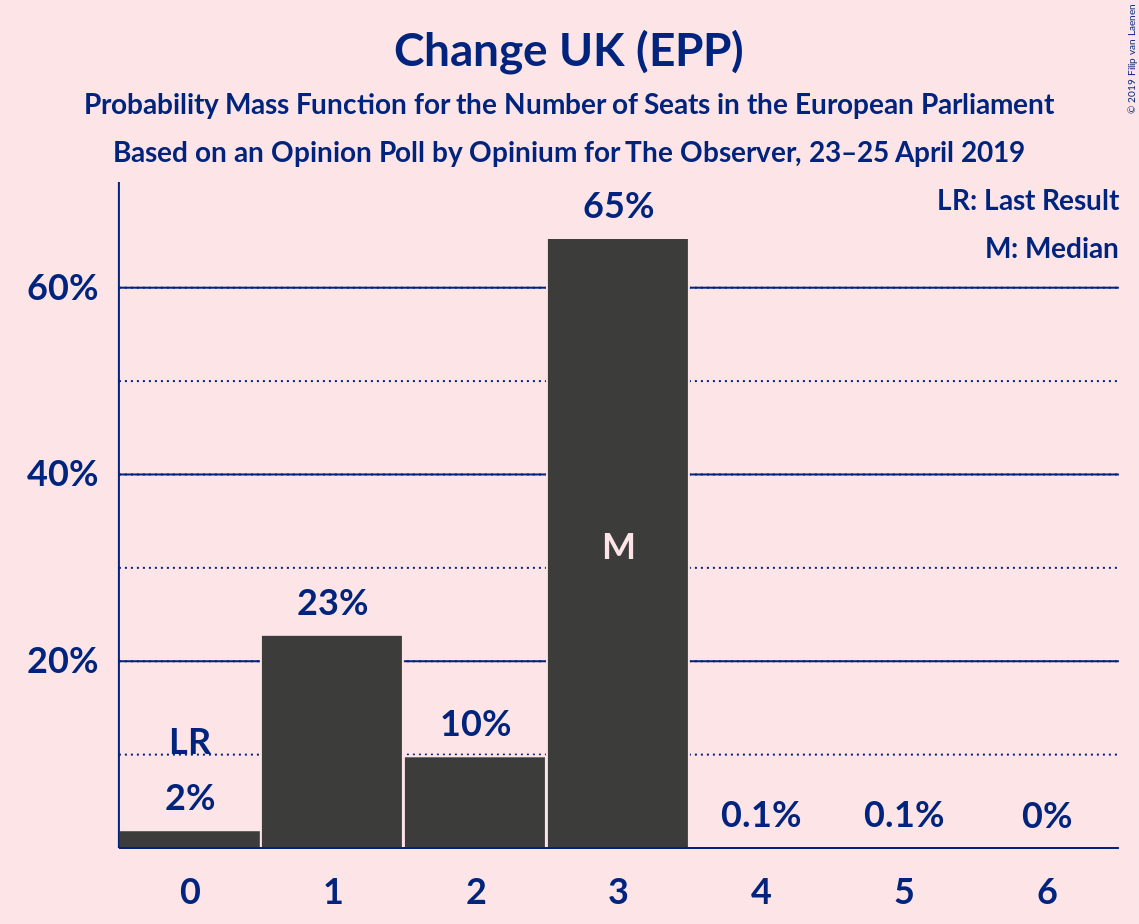 Change UK (EPP)
Probability Mass Function for the Number of Seats in the European Parliament
Based on an Opinion Poll by Opinium for The Observer, 23–25 April 2019
© 2019 Filip van Laenen
LR: Last Result
M: Median
65%
60%
M
40%
23%
20%
10%
LR
2%
0.1%
0.1%
0%
0 1 2 3 4 5 6